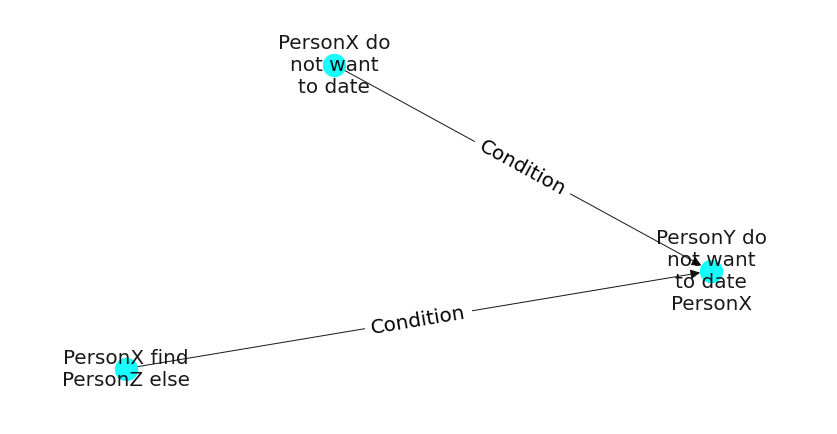 PersonX do
not want
to date
Condition
PersonY do
not want
to date
PersonX
Condition
PersonX find
PersonZ else